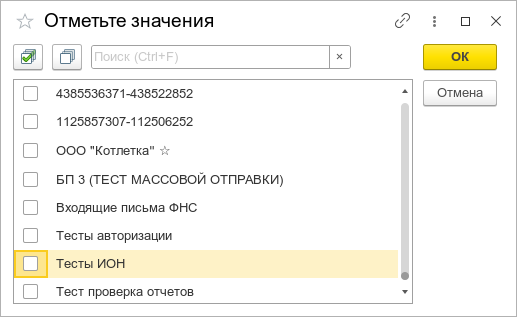 Отметьте значения
Поиск (Ctrl+F)
ОК
Отмена
4385536371-438522852
1125857307-112506252
ООО "Котлетка" ☆
БП 3 (ТЕСТ МАССОВОЙ ОТПРАВКИ)
Входящие письма ФНС
Тесты авторизации
Тесты ИОН
Тест проверка отчетов